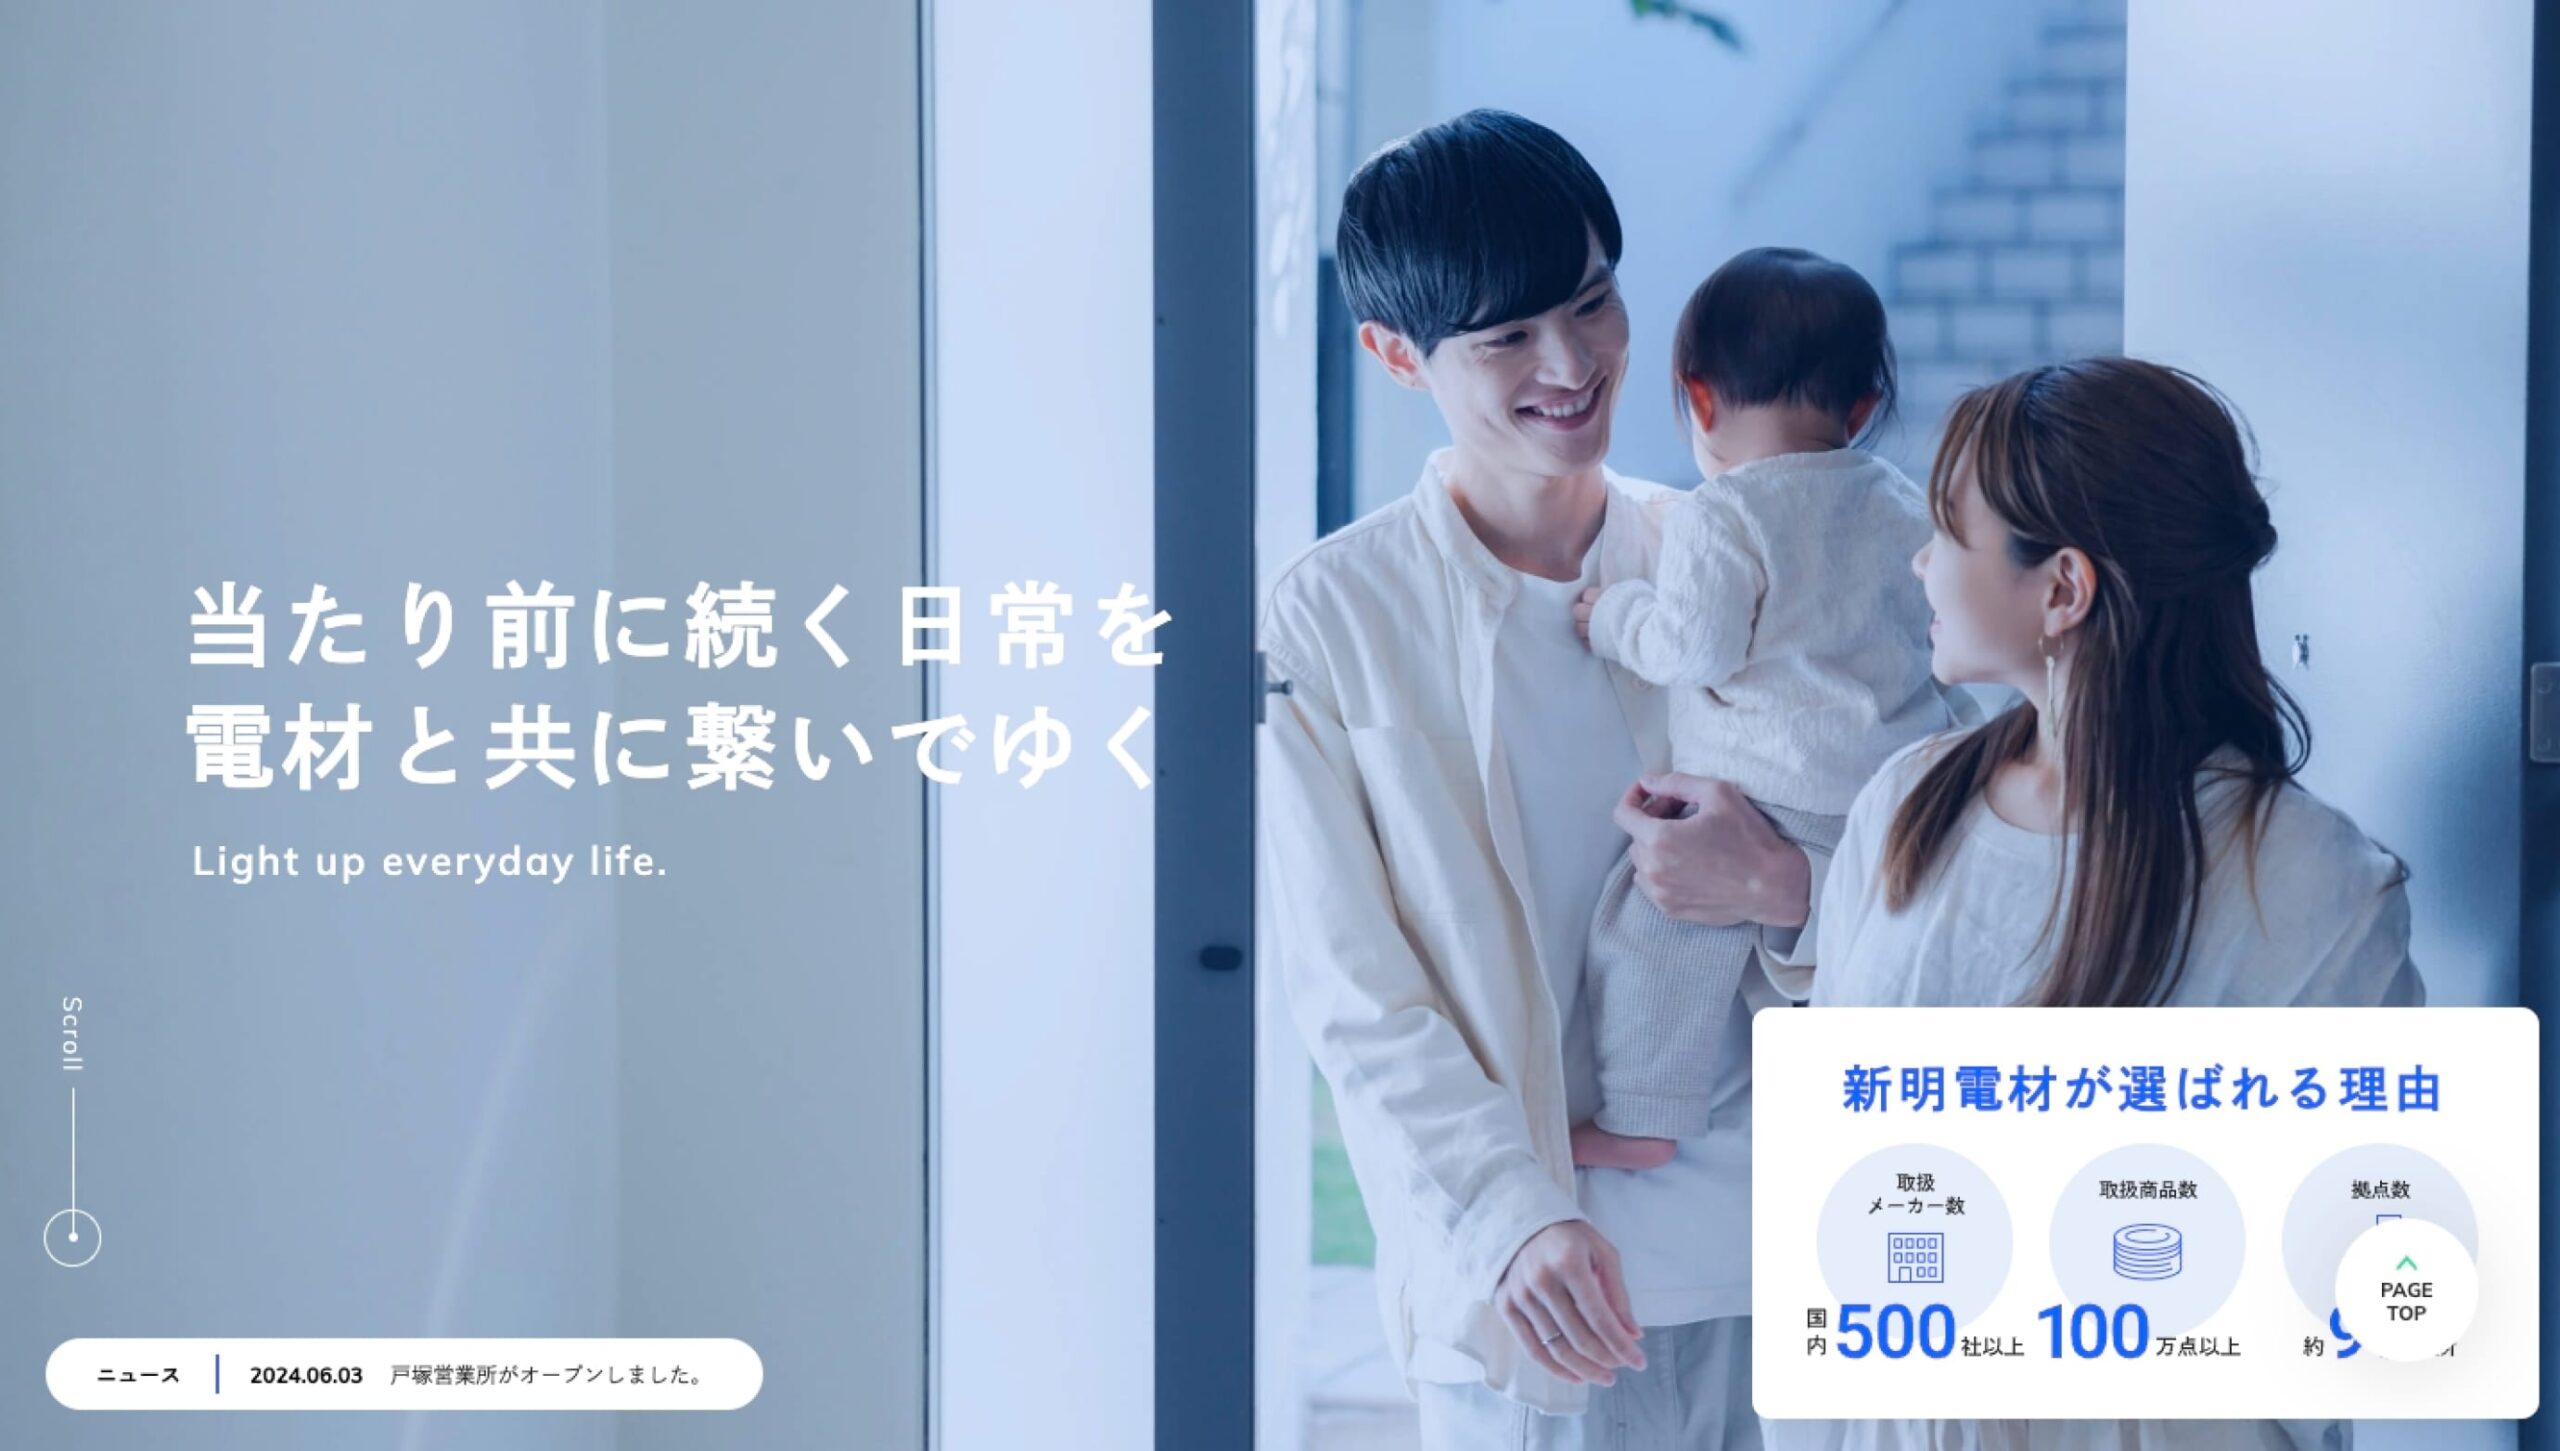 当たり前に続く日常を
電材と共に繋いでゆく
Light up everyday life.
Scroll
ニュース 2024.06.03 戸塚営業所がオープンしました。
新明電材が選ばれる理由
取扱
メーカー数
国内 500 社以上
取扱商品数
100 万点以上
拠点数
約
PAGE
TOP